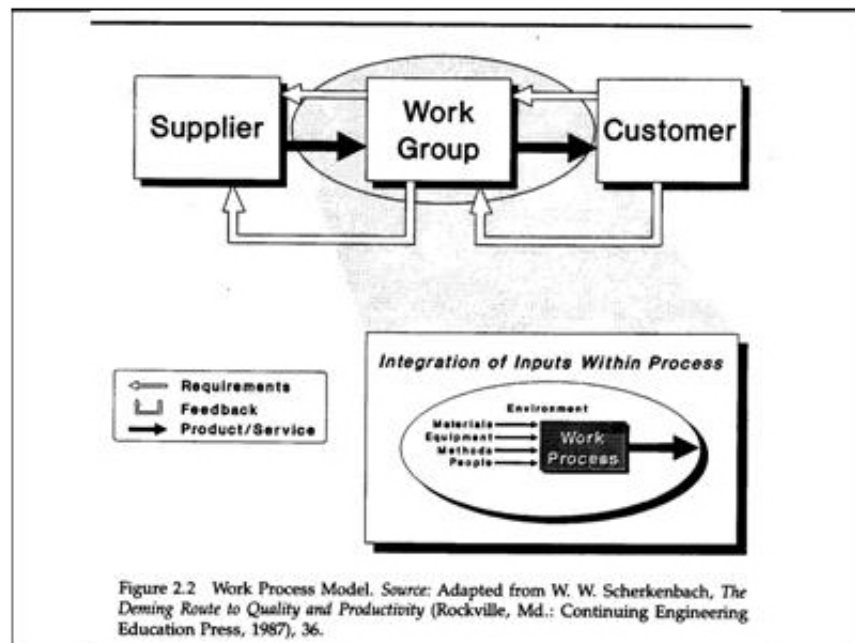 Supplier
Work
Group
Customer
Integration of Inputs Within Process
Requirements
Feedback
Product/Service
Environment
Materials
Equipment
Methods
People
Work
Process
Figure 2.2 Work Process Model. Source: Adapted from W. W. Scherkenbach, The
Deming Route to Quality and Productivity (Rockville, Md.: Continuing Engineering
Education Press, 1987), 36.